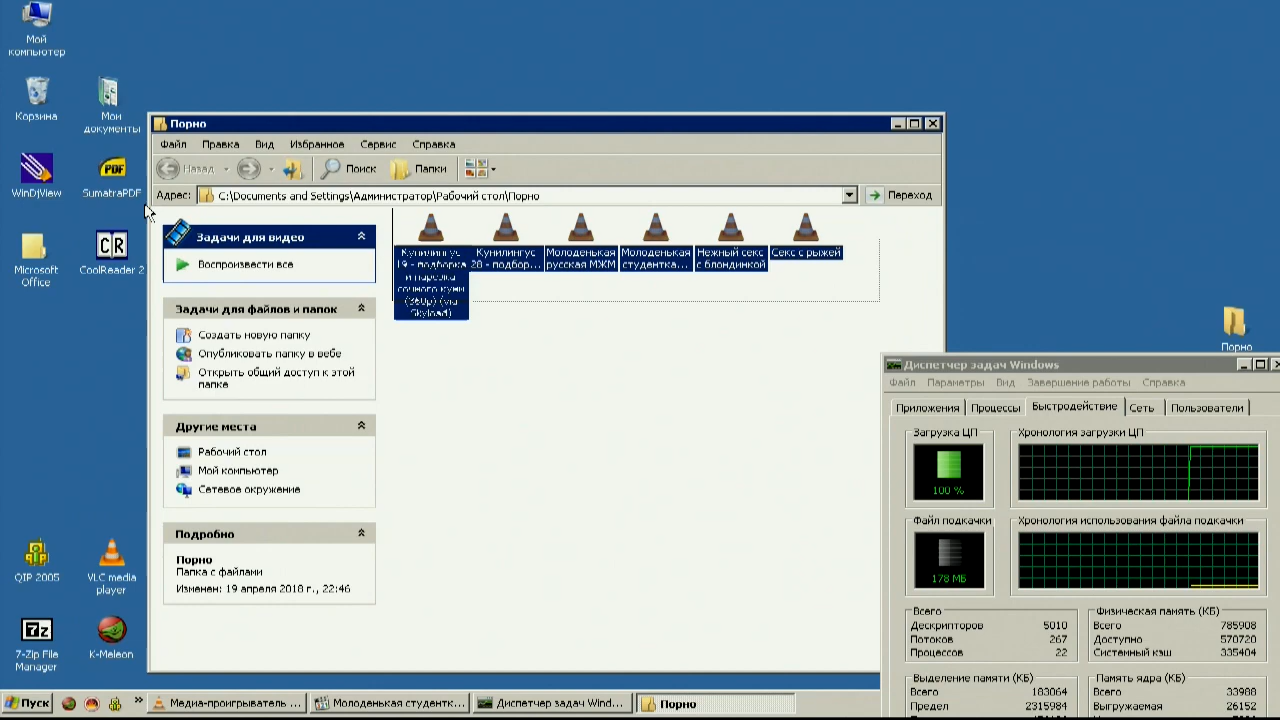 Мой
компьютер
Корзина
Мои
документы
WinDjView
SumatraPDF
Microsoft
Office
CoolReader 2
QIP 2005
VLC media
player
7-Zip File
Manager
K-Meleon
Порно
Порно
Файл Правка Вид Избранное Сервис Справка
Назад Поиск Папки
Адрес: C:\Documents and Settings\Администратор\Рабочий стол\Порно Переход
Задачи для видео
Воспроизвести все
Задачи для файлов и папок
Создать новую папку
Опубликовать папку в вебе
Открыть общий доступ к этой
папке
Другие места
Рабочий стол
Мой компьютер
Сетевое окружение
Подробно
Порно
Папка с файлами
Изменен: 19 апреля 2018 г., 22:46
Кунилингус
19 - подборка
и нарезка
сочного куни
(360p) (via
Skyload)
Кунилингус
28 - подбор...
Молоденькая
русская МЖМ
Молоденькая
студентка...
Нежный секс
с блондинкой
Секс с рыжей
Диспетчер задач Windows
Файл Параметры Вид Завершение работы Справка
Приложения Процессы Быстродействие Сеть Пользователи
Загрузка ЦП
100 %
Хронология загрузки ЦП
Файл подкачки
178 МБ
Хронология использования файла подкачки
Всего
Дескрипторов 5010
Потоков 267
Процессов 22
Физическая память (КБ)
Всего 785908
Доступно 570720
Системный кэш 335404
Выделение памяти (КБ)
Всего 183064
Предел 2315984
Память ядра (КБ)
Всего 33988
Выгружаемая 26152
Пуск
Медиа-проигрыватель ...
Молоденькая студентк...
Диспетчер задач Wind...
Порно